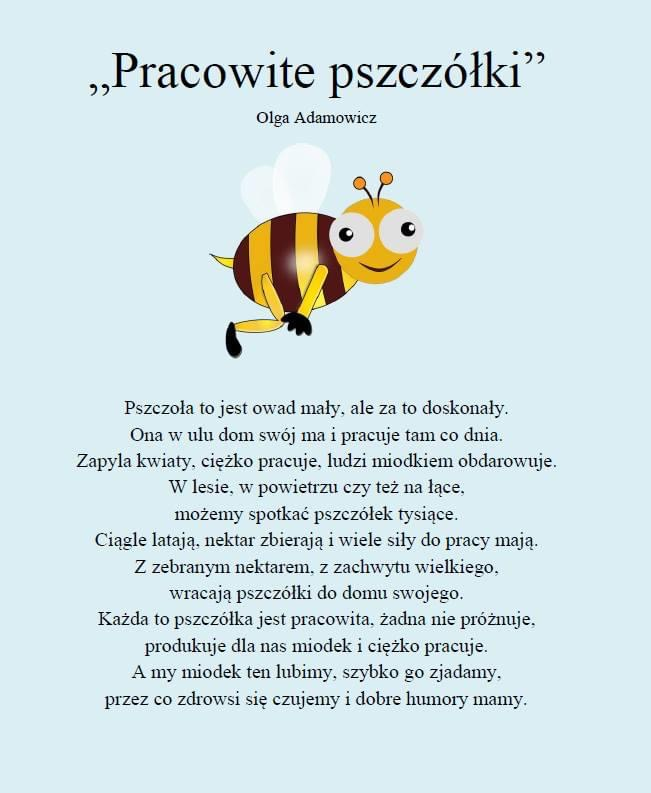 „Pracowite pszczółki”
Olga Adamowicz
Pszczoła to jest owad mały, ale za to doskonały.
Ona w ulu dom swój ma i pracuje tam co dnia.
Zapyla kwiaty, ciężko pracuje, ludzi miodkiem obdarowuje.
W lesie, w powietrzu czy też na łące,
możemy spotkać pszczółek tysiące.
Ciągle latają, nektar zbierają i wiele siły do pracy mają.
Z zebranym nektarem, z zachwytu wielkiego,
wracają pszczółki do domu swojego.
Każda to pszczółka jest pracowita, żadna nie próżnuje,
produkuje dla nas miodek i ciężko pracuje.
A my miodek ten lubimy, szybko go zjadamy,
przez co zdrowsi się czujemy i dobre humory mamy.